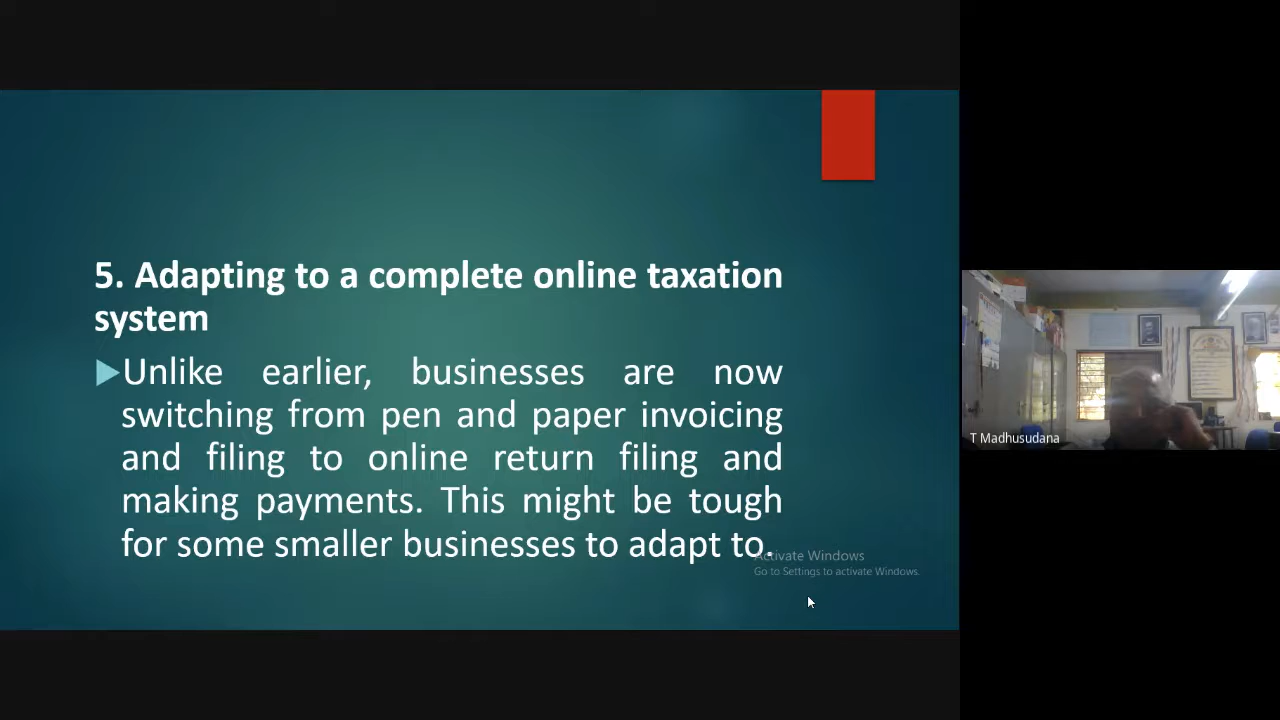 5. Adapting to a complete online taxation
system
Unlike earlier, businesses are now
switching from pen and paper invoicing
and filing to online return filing and
making payments. This might be tough
for some smaller businesses to adapt to.
Activate Windows
Go to Settings to activate Windows.
T Madhusudana